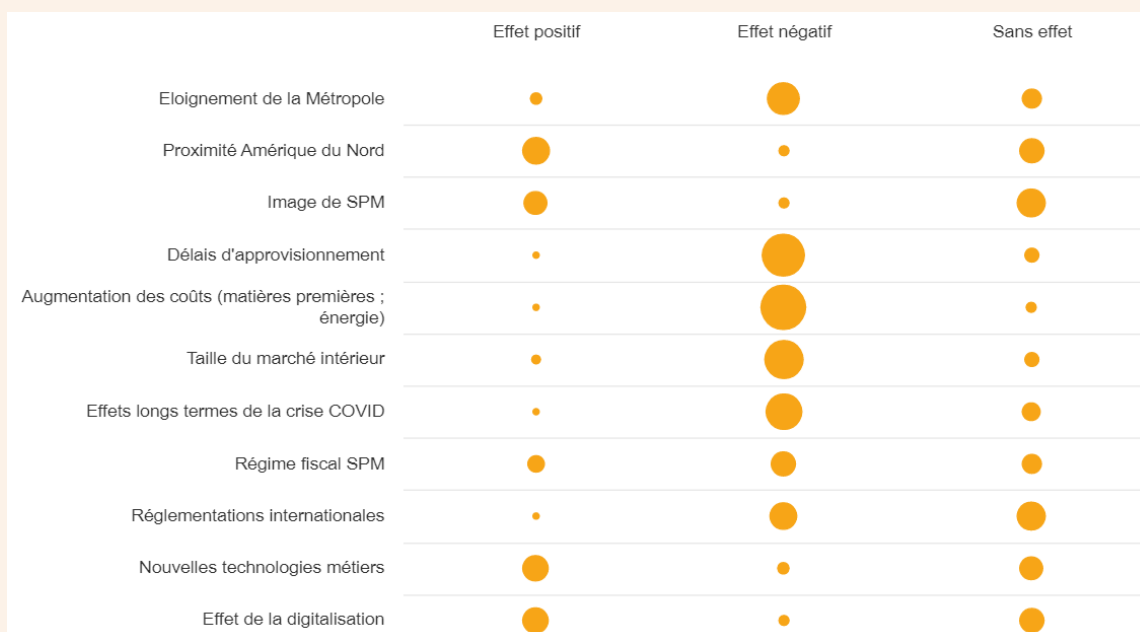 Effet positif Effet négatif Sans effet
Eloignement de la Métropole
Proximité Amérique du Nord
Image de SPM
Délais d'approvisionnement
Augmentation des coûts (matières premières ;
énergie)
Taille du marché intérieur
Effets longs termes de la crise COVID
Régime fiscal SPM
Réglementations internationales
Nouvelles technologies métiers
Effet de la digitalisation